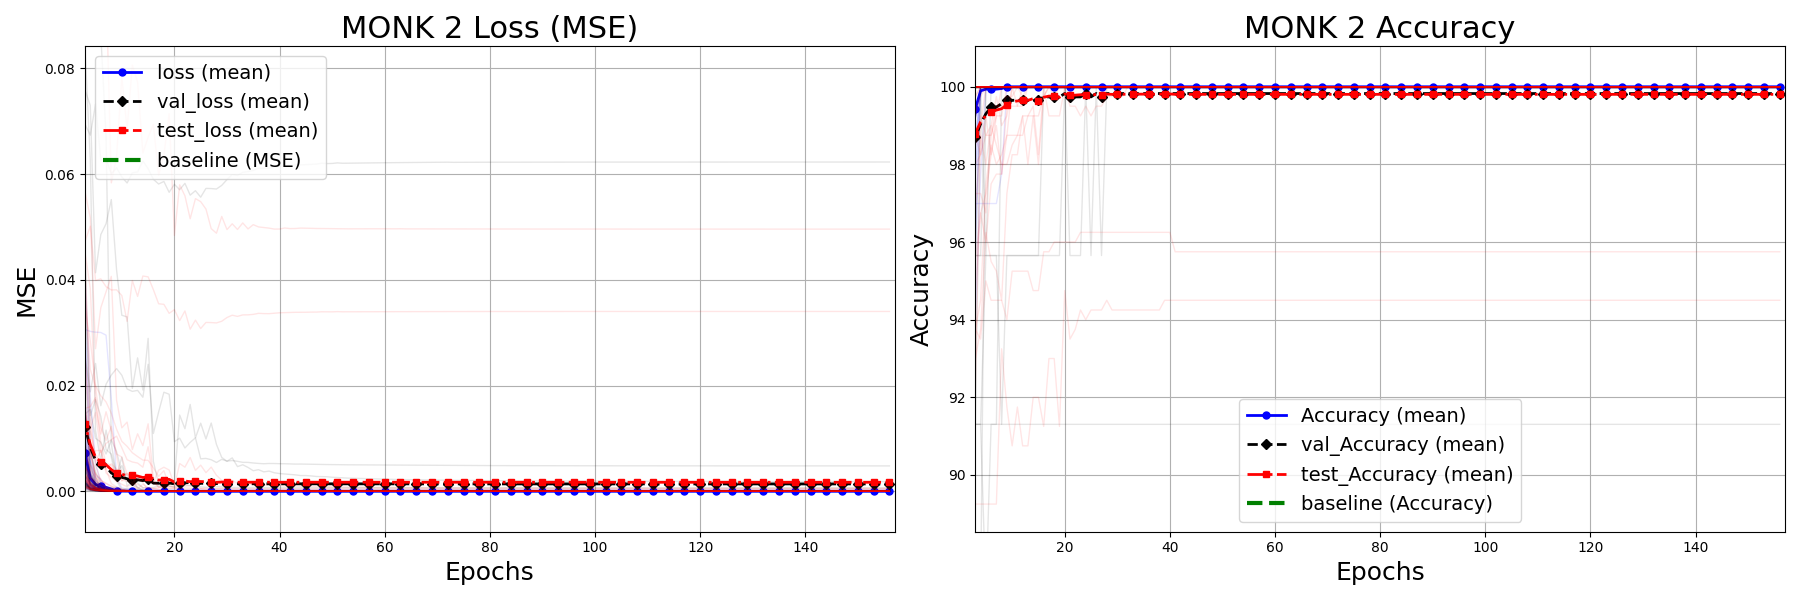 MONK 2 Loss (MSE)
0.08
0.06
0.04
0.02
0.00
MSE
loss (mean)
val_loss (mean)
test_loss (mean)
baseline (MSE)
20 40 60 80 100 120 140
Epochs
MONK 2 Accuracy
100
98
96
94
92
90
Accuracy
Accuracy (mean)
val_Accuracy (mean)
test_Accuracy (mean)
baseline (Accuracy)
20 40 60 80 100 120 140
Epochs